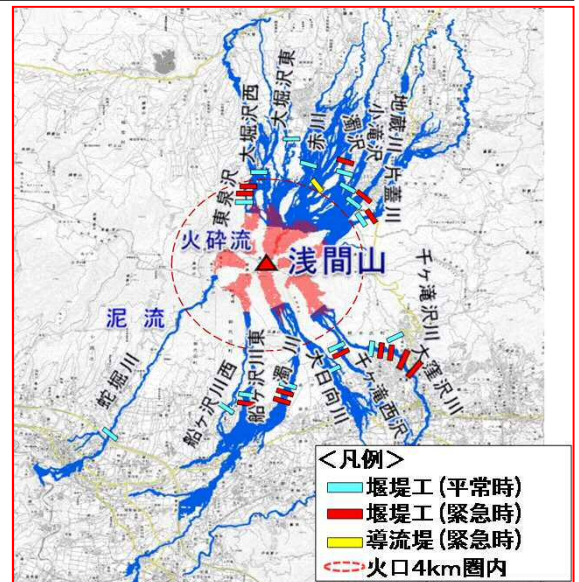 大堀沢西
大堀沢東
赤川
濁沢
小滝沢
地蔵川
片蓋川
東泉沢
火砕流
浅間山
千ヶ滝沢川
泥流
大窪沢川
蛇堀川
船ヶ沢川西
船ヶ沢川東
濁川
大日向川
千ヶ滝西沢
＜凡例＞
堰堤工(平常時)
堰堤工(緊急時)
導流堤(緊急時)
火口4km圏内